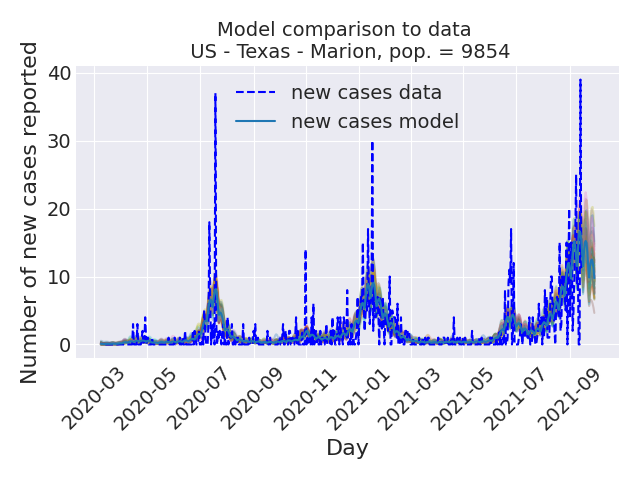 Model comparison to data
US - Texas - Marion, pop. = 9854
Number of new cases reported
40
30
20
10
0
new cases data
new cases model
2020-03
2020-05
2020-07
2020-09
2020-11
2021-01
2021-03
2021-05
2021-07
2021-09
Day